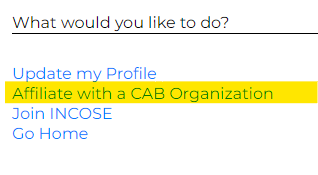 What would you like to do?
Update my Profile
Affiliate with a CAB Organization
Join INCOSE
Go Home